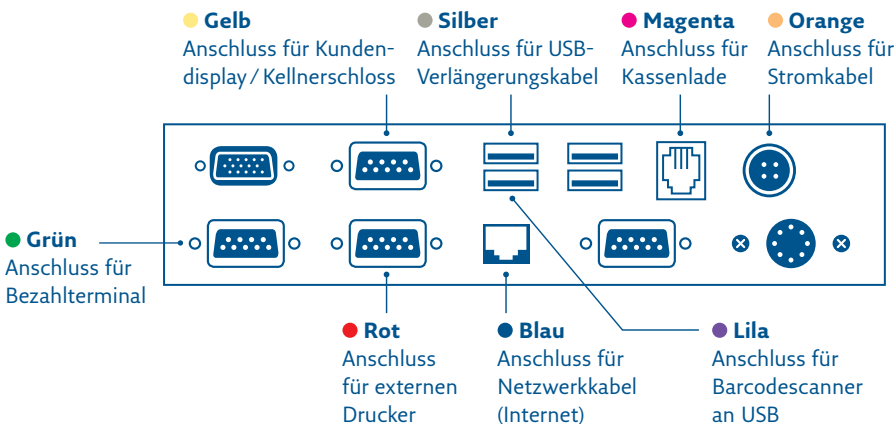 Gelb
Anschluss für Kunden-
display / Kellnerschloss
Silber
Anschluss für USB-
Verlängerungskabel
Magenta
Anschluss für
Kassenlade
Orange
Anschluss für
Stromkabel
Grün
Anschluss für
Bezahlterminal
Rot
Anschluss
für externen
Drucker
Blau
Anschluss für
Netzwerkkabel
(Internet)
Lila
Anschluss für
Barcodescanner
an USB